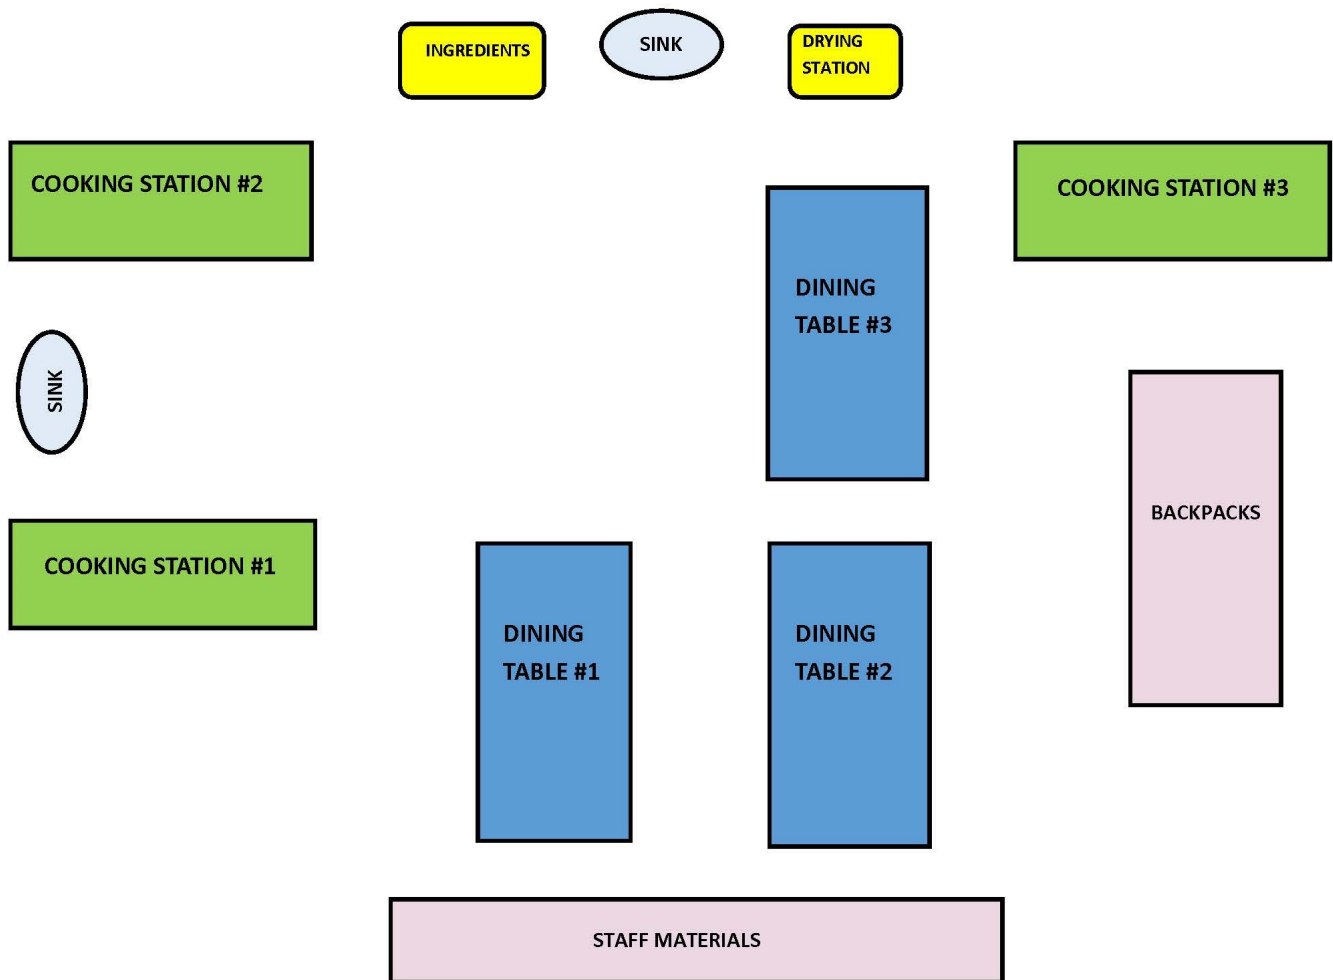 INGREDIENTS
SINK
DRYING
STATION
COOKING STATION #2
COOKING STATION #3
DINING
TABLE #3
SINK
BACKPACKS
COOKING STATION #1
DINING
TABLE #1
DINING
TABLE #2
STAFF MATERIALS